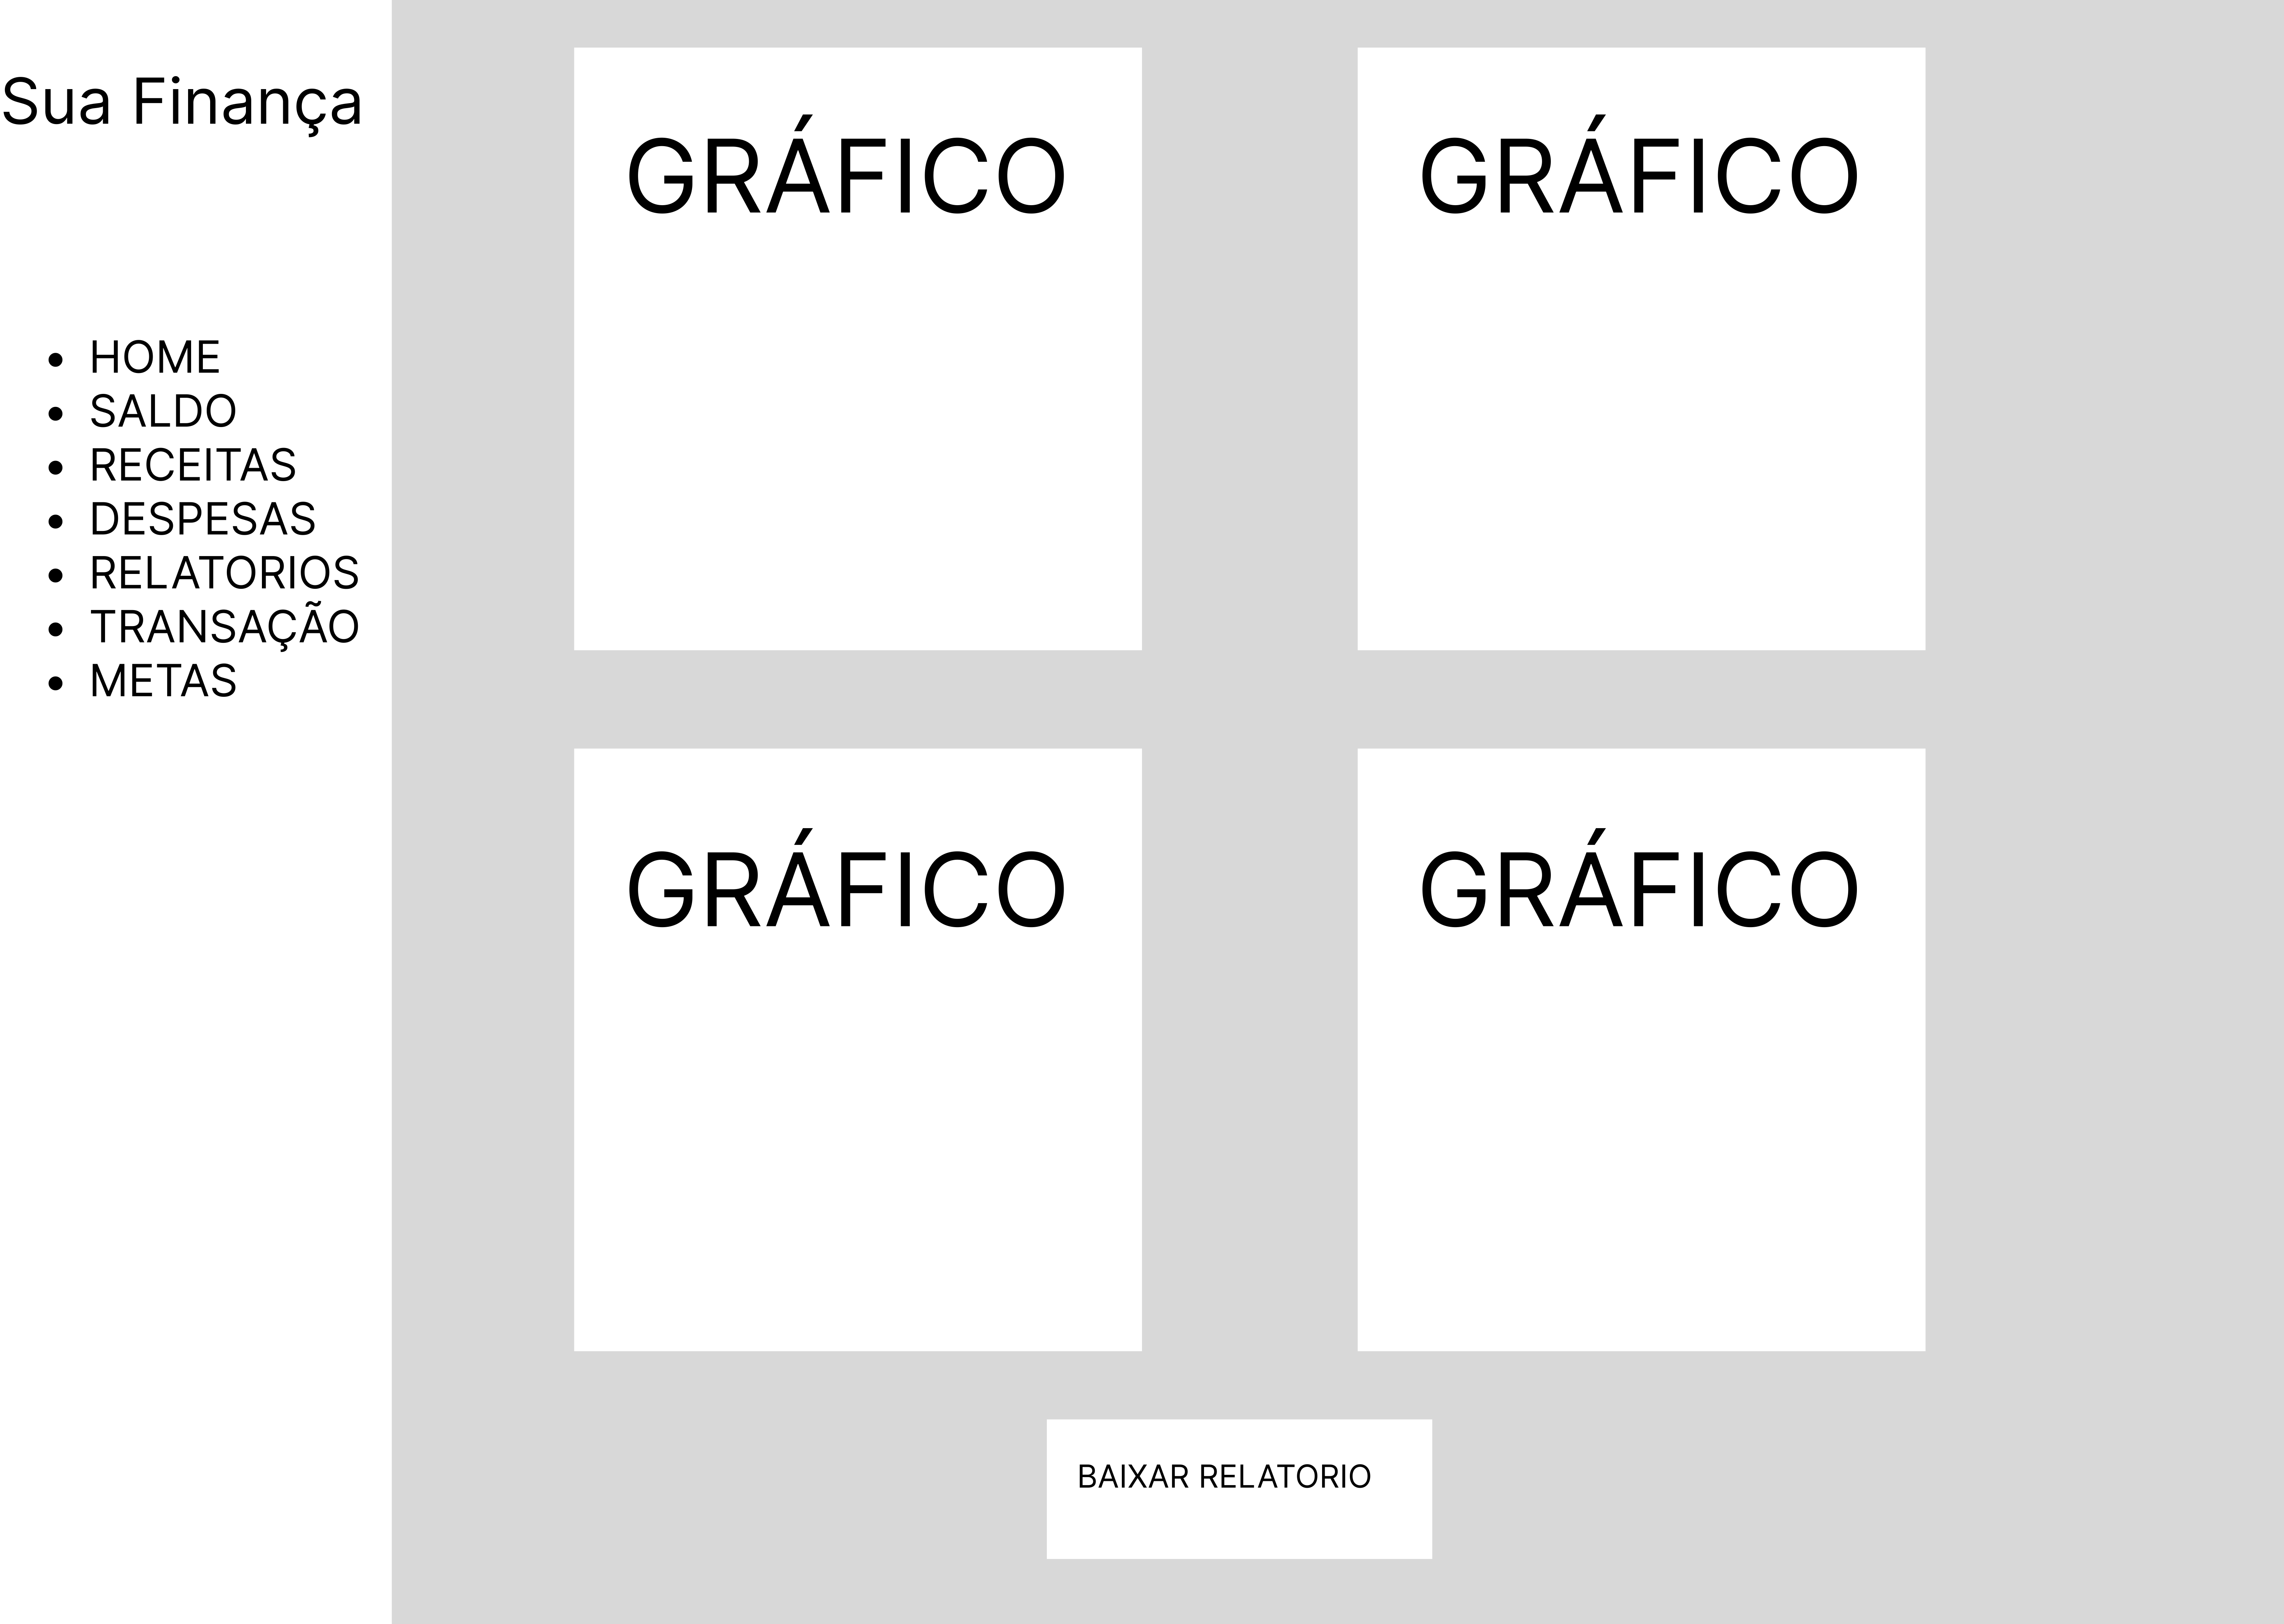 Sua Finança
• HOME
• SALDO
• RECEITAS
• DESPESAS
• RELATORIOS
• TRANSAÇÃO
• METAS
GRÁFICO
GRÁFICO
GRÁFICO
GRÁFICO
BAIXAR RELATORIO